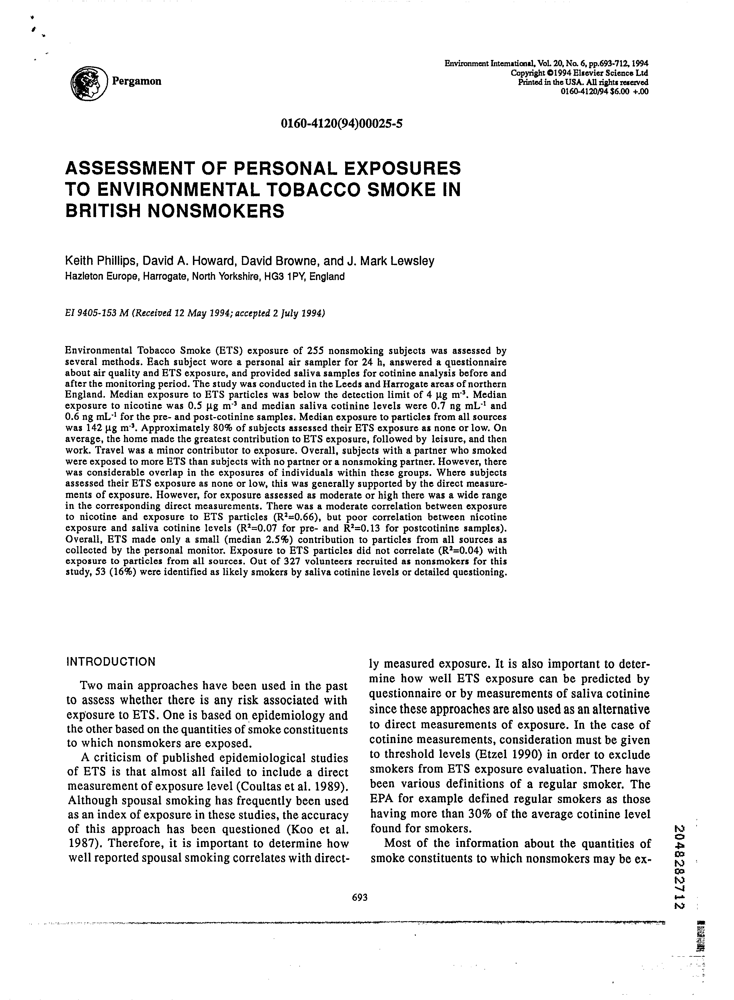 Environment International, Vol. 20, No. 6, pp.693-712, 1994
Copyright ©1994 Elsevier Science Ltd
Printed in the USA. All rights reserved
0160-4120/94 $6.00 +.00
Pergamon
0160-4120(94)00025-5
ASSESSMENT OF PERSONAL EXPOSURES
TO ENVIRONMENTAL TOBACCO SMOKE IN
BRITISH NONSMOKERS
Keith Phillips, David A. Howard, David Browne, and J. Mark Lewsley
Hazleton Europe, Harrogate, North Yorkshire, HG3 1PY, England
EI 9405-153 M (Received 12 May 1994; accepted 2 July 1994)
Environmental Tobacco Smoke (ETS) exposure of 255 nonsmoking subjects was assessed by
several methods. Each subject wore a personal air sampler for 24 h, answered a questionnaire
about air quality and ETS exposure, and provided saliva samples for cotinine analysis before and
after the monitoring period. The study was conducted in the Leeds and Harrogate areas of northern
England. Median exposure to ETS particles was below the detection limit of 4 µg m⁻³. Median
exposure to nicotine was 0.5 µg m⁻³ and median saliva cotinine levels were 0.7 ng mL⁻¹ and
0.6 ng mL⁻¹ for the pre- and post-cotinine samples. Median exposure to particles from all sources
was 142 µg m⁻³. Approximately 80% of subjects assessed their ETS exposure as none or low. On
average, the home made the greatest contribution to ETS exposure, followed by leisure, and then
work. Travel was a minor contributor to exposure. Overall, subjects with a partner who smoked
were exposed to more ETS than subjects with no partner or a nonsmoking partner. However, there
was considerable overlap in the exposures of individuals within these groups. Where subjects
assessed their ETS exposure as none or low, this was generally supported by the direct measure-
ments of exposure. However, for exposure assessed as moderate or high there was a wide range
in the corresponding direct measurements. There was a moderate correlation between exposure
to nicotine and exposure to ETS particles (R²=0.66), but poor correlation between nicotine
exposure and saliva cotinine levels (R²=0.07 for pre- and R²=0.13 for postcotinine samples).
Overall, ETS made only a small (median 2.5%) contribution to particles from all sources as
collected by the personal monitor. Exposure to ETS particles did not correlate (R²=0.04) with
exposure to particles from all sources. Out of 327 volunteers recruited as nonsmokers for this
study, 53 (16%) were identified as likely smokers by saliva cotinine levels or detailed questioning.
INTRODUCTION
Two main approaches have been used in the past
to assess whether there is any risk associated with
exposure to ETS. One is based on epidemiology and
the other based on the quantities of smoke constituents
to which nonsmokers are exposed.
A criticism of published epidemiological studies
of ETS is that almost all failed to include a direct
measurement of exposure level (Coultas et al. 1989).
Although spousal smoking has frequently been used
as an index of exposure in these studies, the accuracy
of this approach has been questioned (Koo et al.
1987). Therefore, it is important to determine how
well reported spousal smoking correlates with direct-
ly measured exposure. It is also important to deter-
mine how well ETS exposure can be predicted by
questionnaire or by measurements of saliva cotinine
since these approaches are also used as an alternative
to direct measurements of exposure. In the case of
cotinine measurements, consideration must be given
to threshold levels (Etzel 1990) in order to exclude
smokers from ETS exposure evaluation. There have
been various definitions of a regular smoker. The
EPA for example defined regular smokers as those
having more than 30% of the average cotinine level
found for smokers.
Most of the information about the quantities of
smoke constituents to which nonsmokers may be ex-
693
2048282712